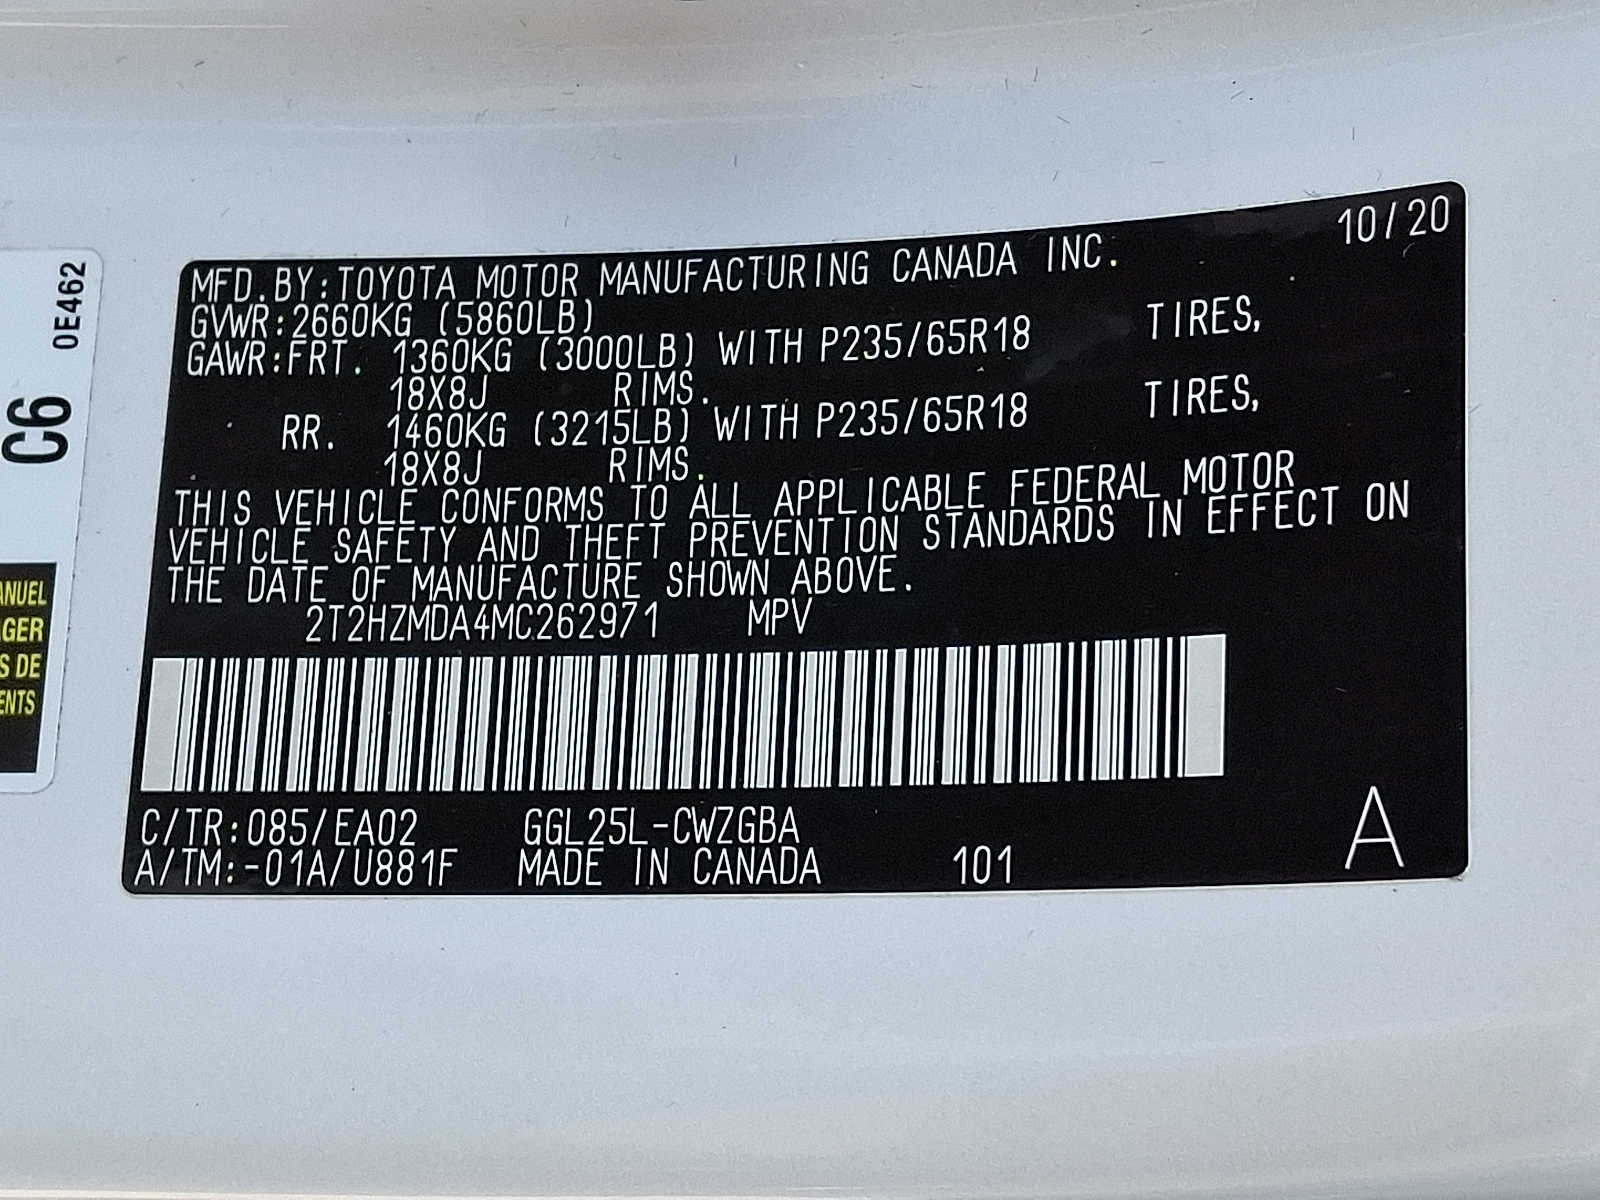 0E462
C6
ANUEL
GER
S DE
ENTS
10/20
MFD.BY:TOYOTA MOTOR MANUFACTURING CANADA INC.
GVWR:2660KG (5860LB)
GAWR:FRT. 1360KG (3000LB) WITH P235/65R18 TIRES,
18X8J RIMS.
RR. 1460KG (3215LB) WITH P235/65R18 TIRES,
18X8J RIMS.
THIS VEHICLE CONFORMS TO ALL APPLICABLE FEDERAL MOTOR
VEHICLE SAFETY AND THEFT PREVENTION STANDARDS IN EFFECT ON
THE DATE OF MANUFACTURE SHOWN ABOVE.
2T2HZMDA4MC262971 MPV
C/TR:085/EA02 GGL25L-CWZGBA
A/TM:-01A/U881F MADE IN CANADA 101 A